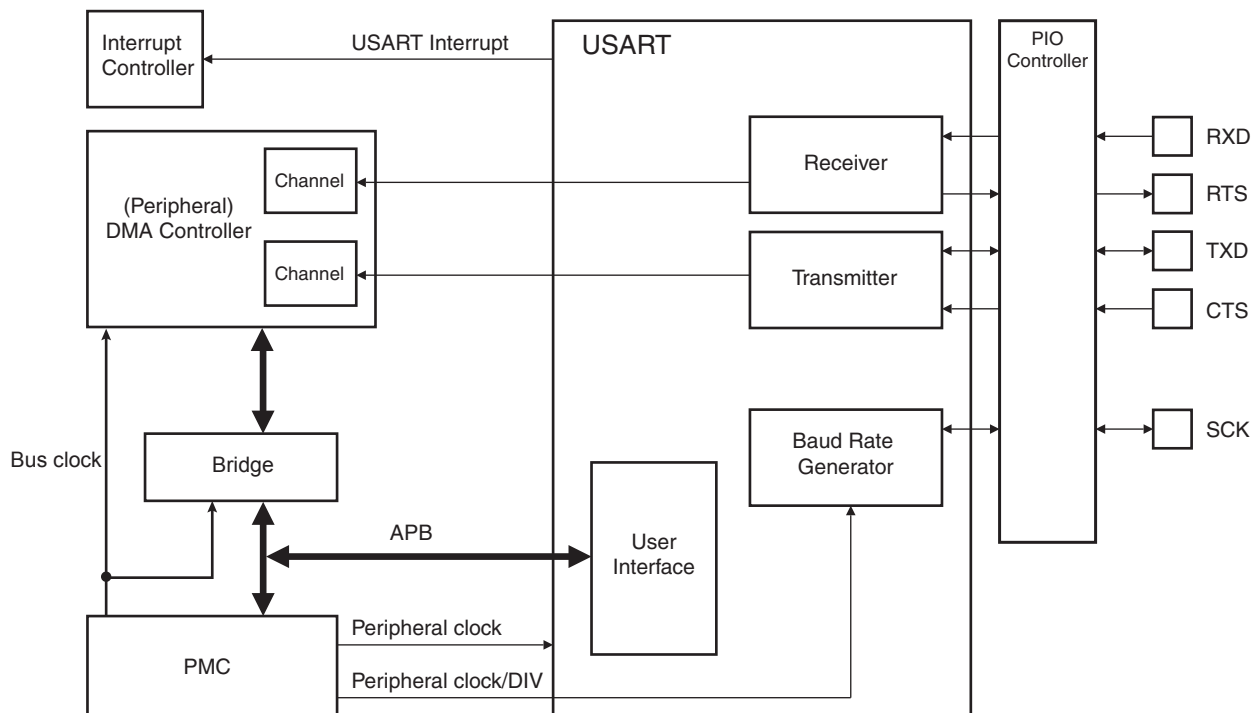 Interrupt
Controller
USART Interrupt
USART
PIO
Controller
(Peripheral)
DMA Controller
Channel
Channel
Receiver
Transmitter
RXD
RTS
TXD
CTS
Bus clock
Bridge
Baud Rate
Generator
SCK
APB
User
Interface
PMC
Peripheral clock
Peripheral clock/DIV